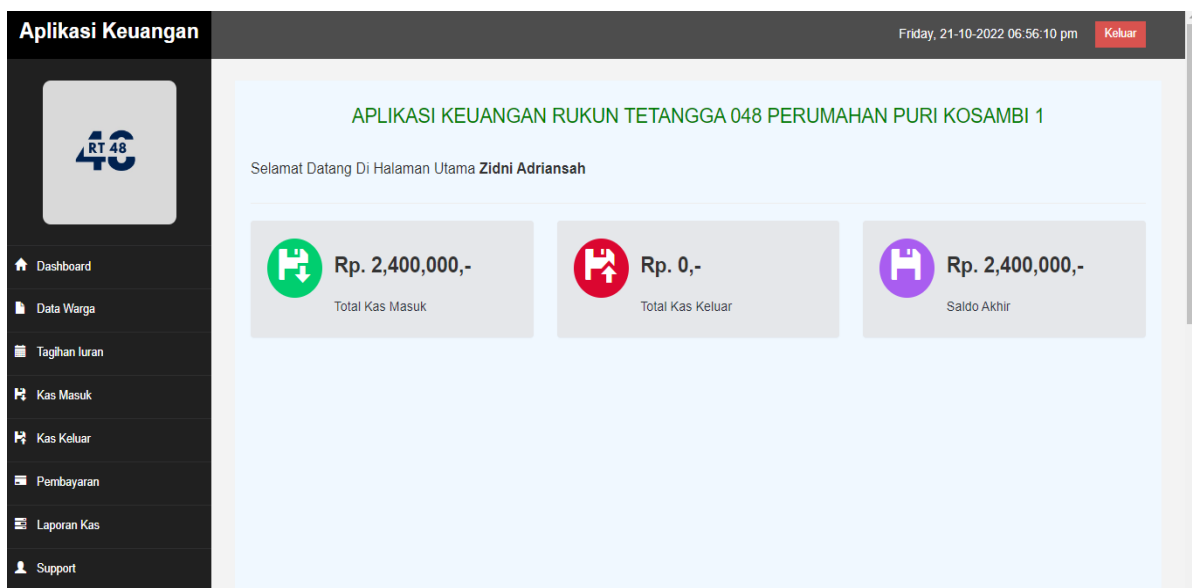 Aplikasi Keuangan
Friday, 21-10-2022 06:56:10 pm
Keluar
48
RT 48
APLIKASI KEUANGAN RUKUN TETANGGA 048 PERUMAHAN PURI KOSAMBI 1
Selamat Datang Di Halaman Utama Zidni Adriansah
Rp. 2,400,000,-
Total Kas Masuk
Rp. 0,-
Total Kas Keluar
Rp. 2,400,000,-
Saldo Akhir
Dashboard
Data Warga
Tagihan Iuran
Kas Masuk
Kas Keluar
Pembayaran
Laporan Kas
Support